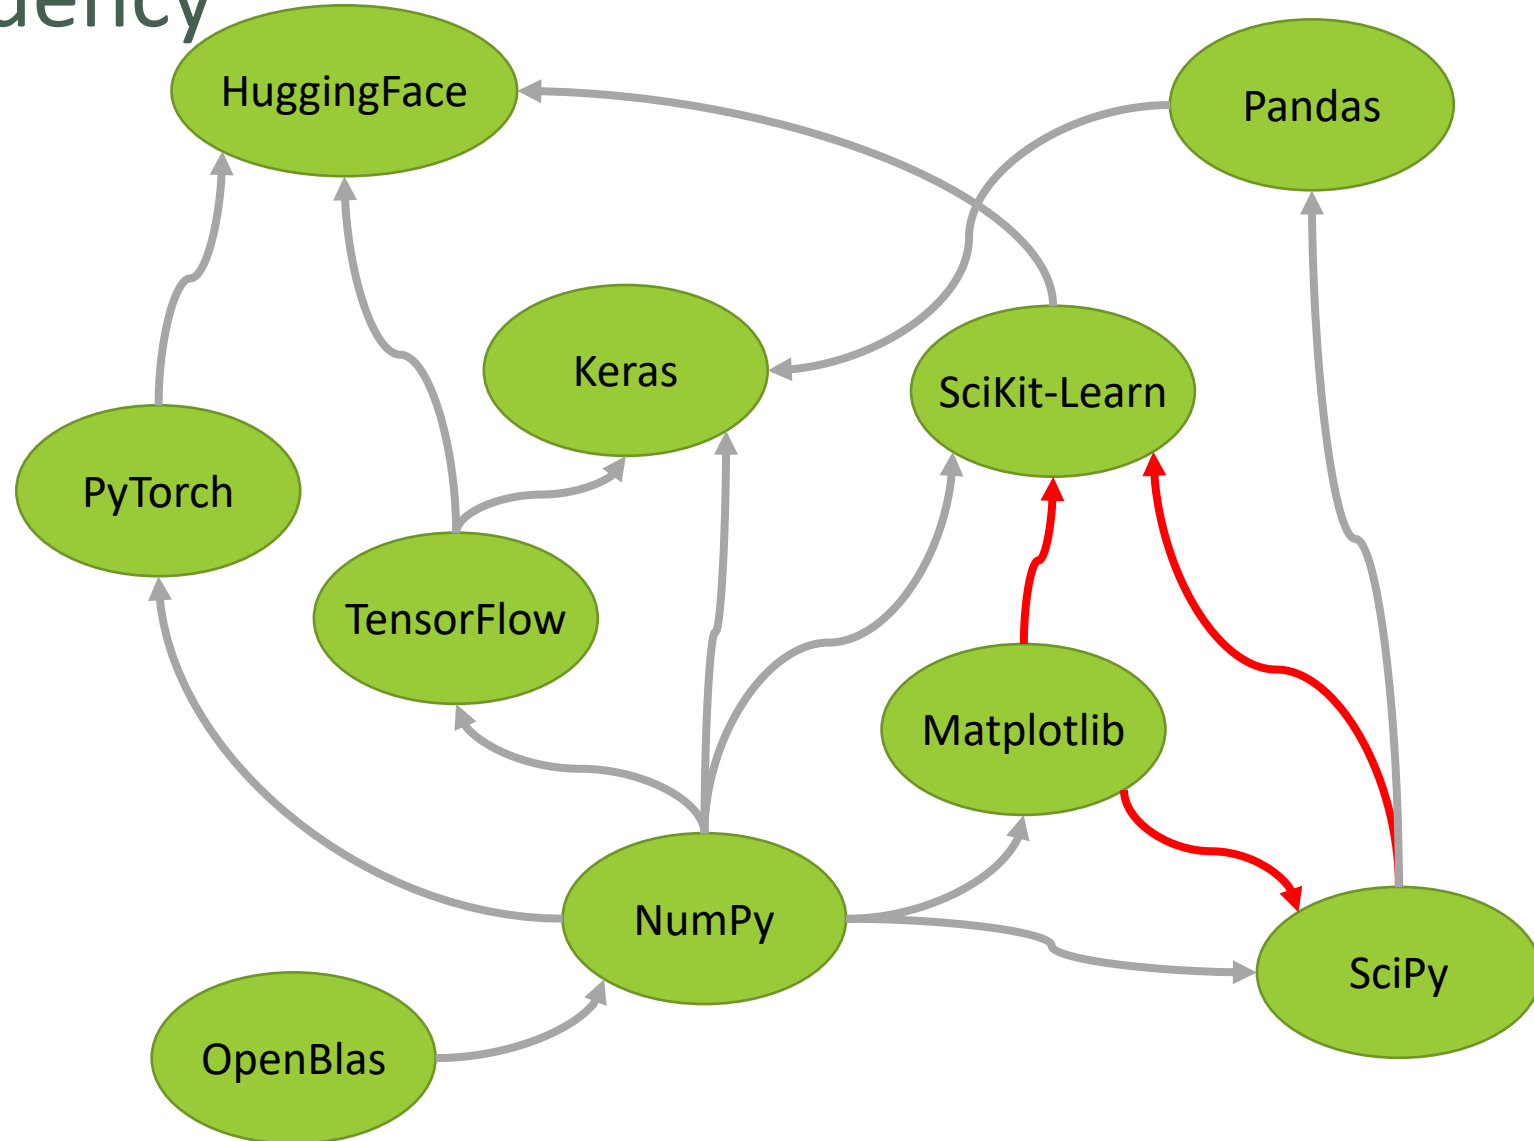 HuggingFace
Pandas
Keras
SciKit-Learn
PyTorch
TensorFlow
Matplotlib
NumPy
SciPy
OpenBlas